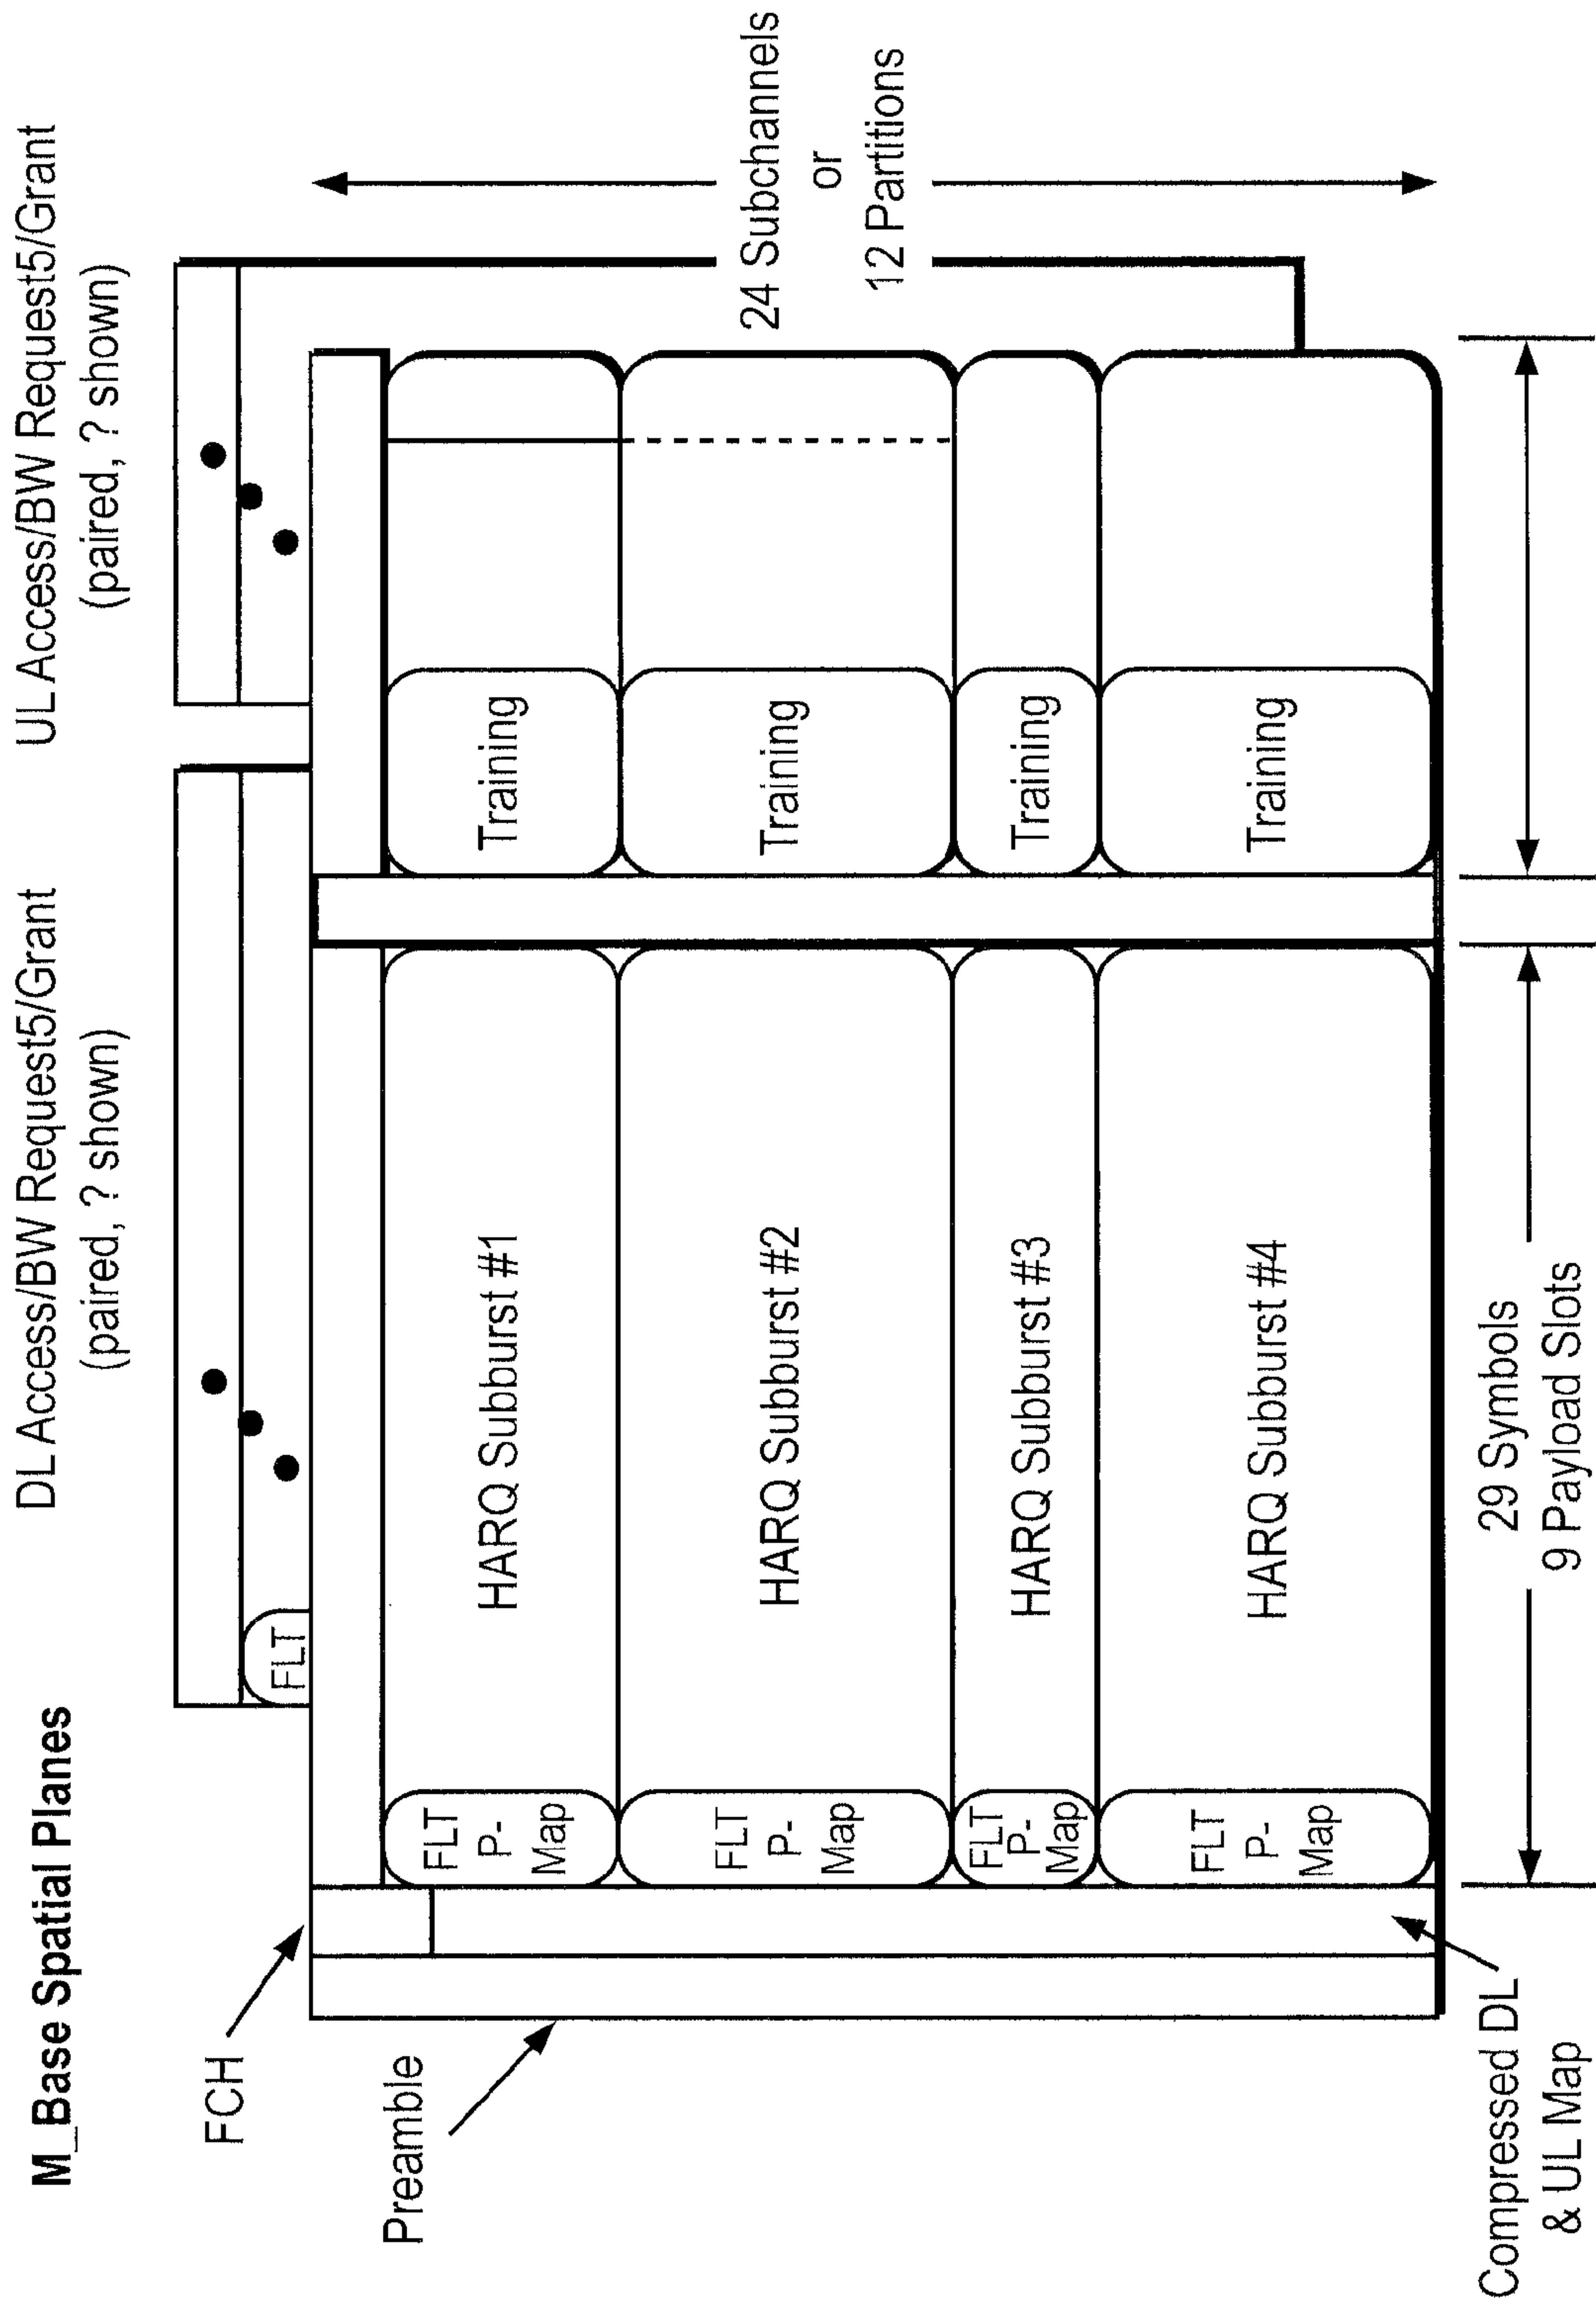 M_Base Spatial Planes
DL Access/BW Request5/Grant
(paired, ? shown)
UL Access/BW Request5/Grant
(paired, ? shown)
FCH
Preamble
FLT
FLT
P-
Map
HARQ Subburst #1
Training
FLT
P-
Map
HARQ Subburst #2
Training
FLT
P-
Map
HARQ Subburst #3
Training
FLT
P-
Map
HARQ Subburst #4
Training
24 Subchannels
or
12 Partitions
Compressed DL
& UL Map
29 Symbols
9 Payload Slots